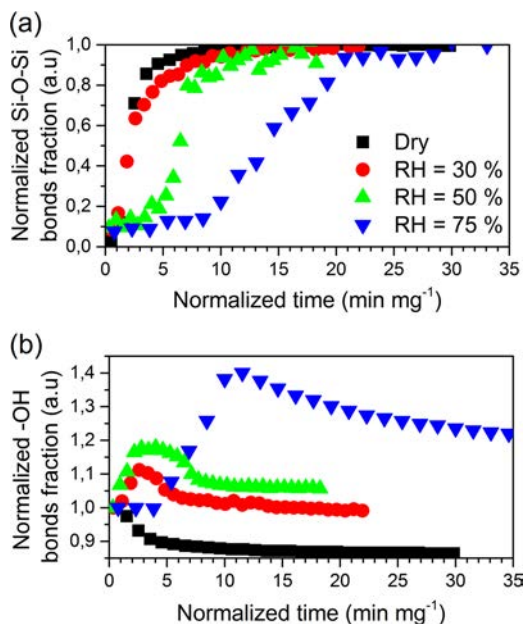 (a)
Normalized Si-O-Si
bonds fraction (a.u)
1,0
0,8
0,6
0,4
0,2
0,0
Dry
RH = 30 %
RH = 50 %
RH = 75 %
0 5 10 15 20 25 30 35
Normalized time (min mg⁻¹)
(b)
Normalized -OH
bonds fraction (a.u)
1,4
1,3
1,2
1,1
1,0
0,9
0 5 10 15 20 25 30 35
Normalized time (min mg⁻¹)